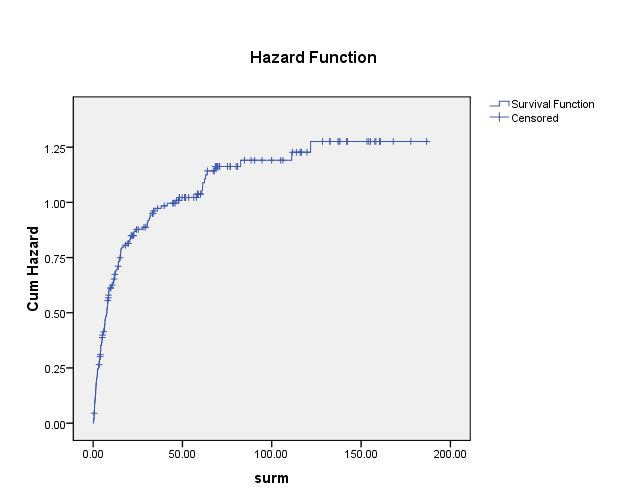 Hazard Function
Survival Function
Censored
Cum Hazard
1.25
1.00
0.75
0.50
0.25
0.00
0.00 50.00 100.00 150.00 200.00
surm